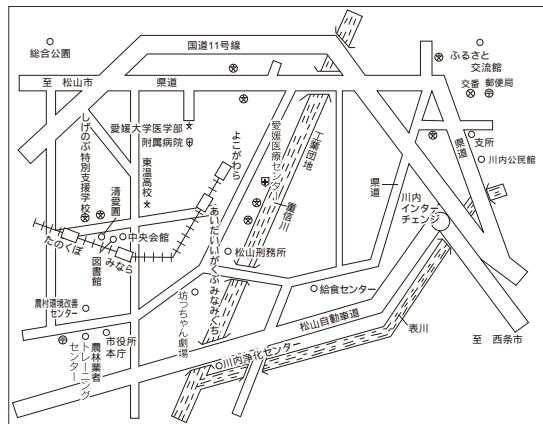 総合公園
国道11号線
ふるさと
交流館
至 松山市
県道
交番
郵便局
愛媛大学医学部
附属病院
しげのぶ特別支援学校
東温高校
よこがわら
愛媛医療センター
工業団地
支所
県道
川内公民館
清愛園
重信川
県道
川内
インター
チェンジ
あいだいいがくぶみなみぐち
中央会館
たのくぼ
図書館
みなら
松山刑務所
給食センター
農村環境改善
センター
坊っちゃん劇場
松山自動車道
表川
市役所
本庁
農林業者
トレーニング
センター
川内浄化センター
至 西条市